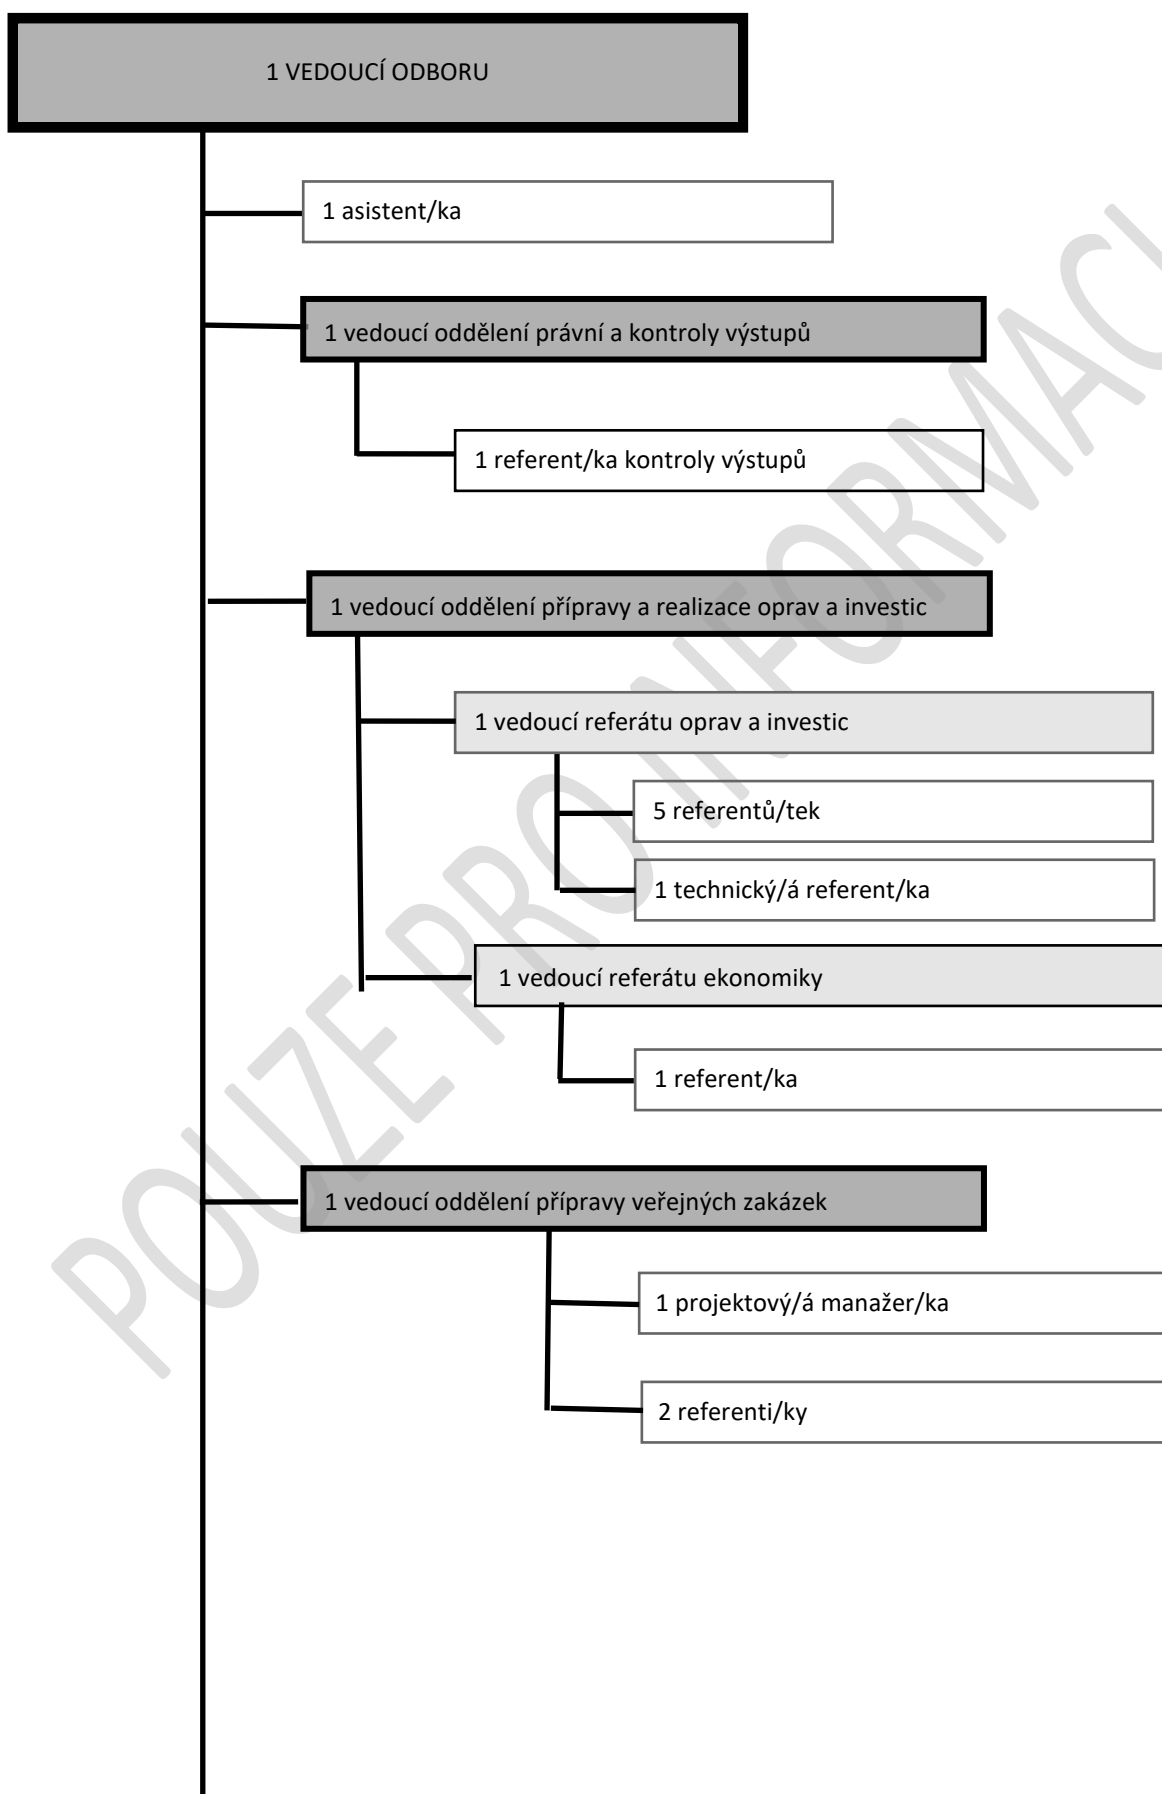 1 VEDOUCÍ ODBORU
1 asistent/ka
1 vedoucí oddělení právní a kontroly výstupů
1 referent/ka kontroly výstupů
1 vedoucí oddělení přípravy a realizace oprav a investic
1 vedoucí referátu oprav a investic
5 referentů/tek
1 technický/á referent/ka
1 vedoucí referátu ekonomiky
1 referent/ka
1 vedoucí oddělení přípravy veřejných zakázek
1 projektový/á manažer/ka
2 referenti/ky
POUZE PRO INFORMACI